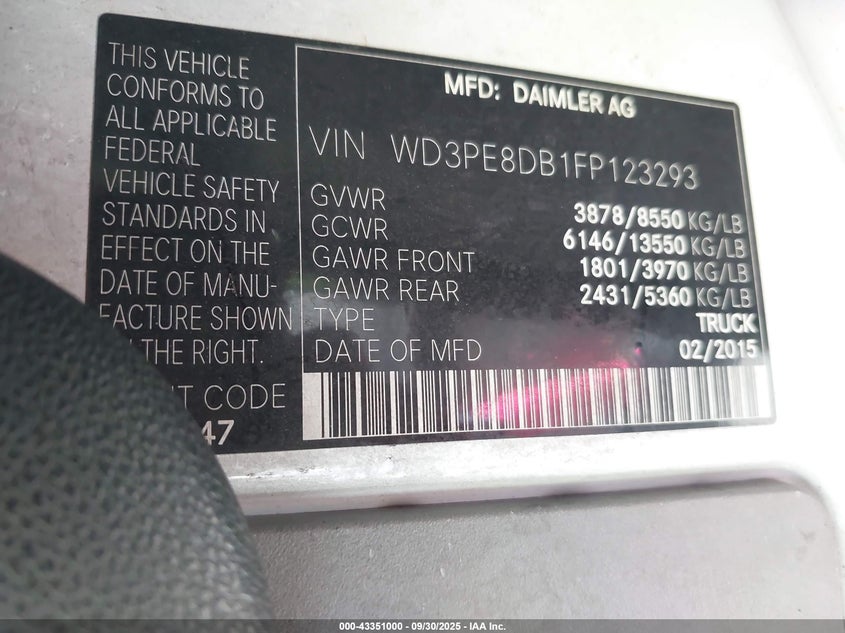 THIS VEHICLE
CONFORMS TO
ALL APPLICABLE
FEDERAL
VEHICLE SAFETY
STANDARDS IN
EFFECT ON THE
DATE OF MANU-
FACTURE SHOWN
THE RIGHT.
CODE
47
MFD: DAIMLER AG
VIN WD3PE8DB1FP123293
GVWR 3878/8550 KG/LB
GCWR 6146/13550 KG/LB
GAWR FRONT 1801/3970 KG/LB
GAWR REAR 2431/5360 KG/LB
TYPE TRUCK
DATE OF MFD 02/2015
000-43351000 - 09/30/2025 - IAA Inc.